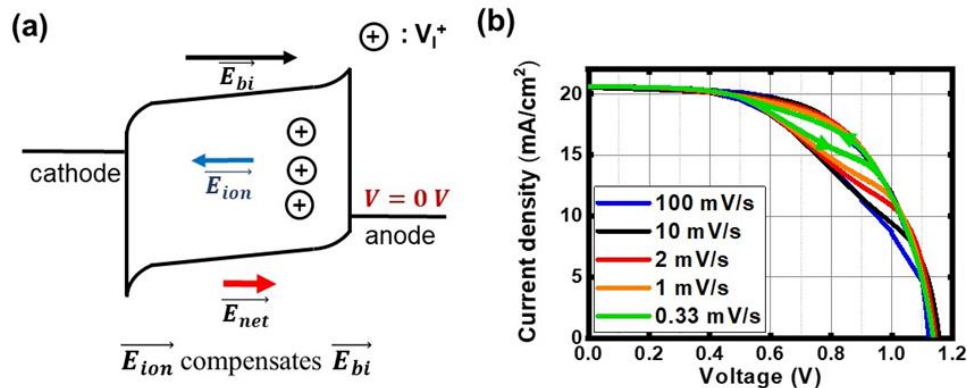 (a)
E_bi
+ : V_I^+
+
+
+
E_ion
cathode
V = 0 V
anode
E_net
E_ion compensates E_bi
(b)
Current density (mA/cm²)
20
15
10
5
0
100 mV/s
10 mV/s
2 mV/s
1 mV/s
0.33 mV/s
0.0 0.2 0.4 0.6 0.8 1.0 1.2
Voltage (V)